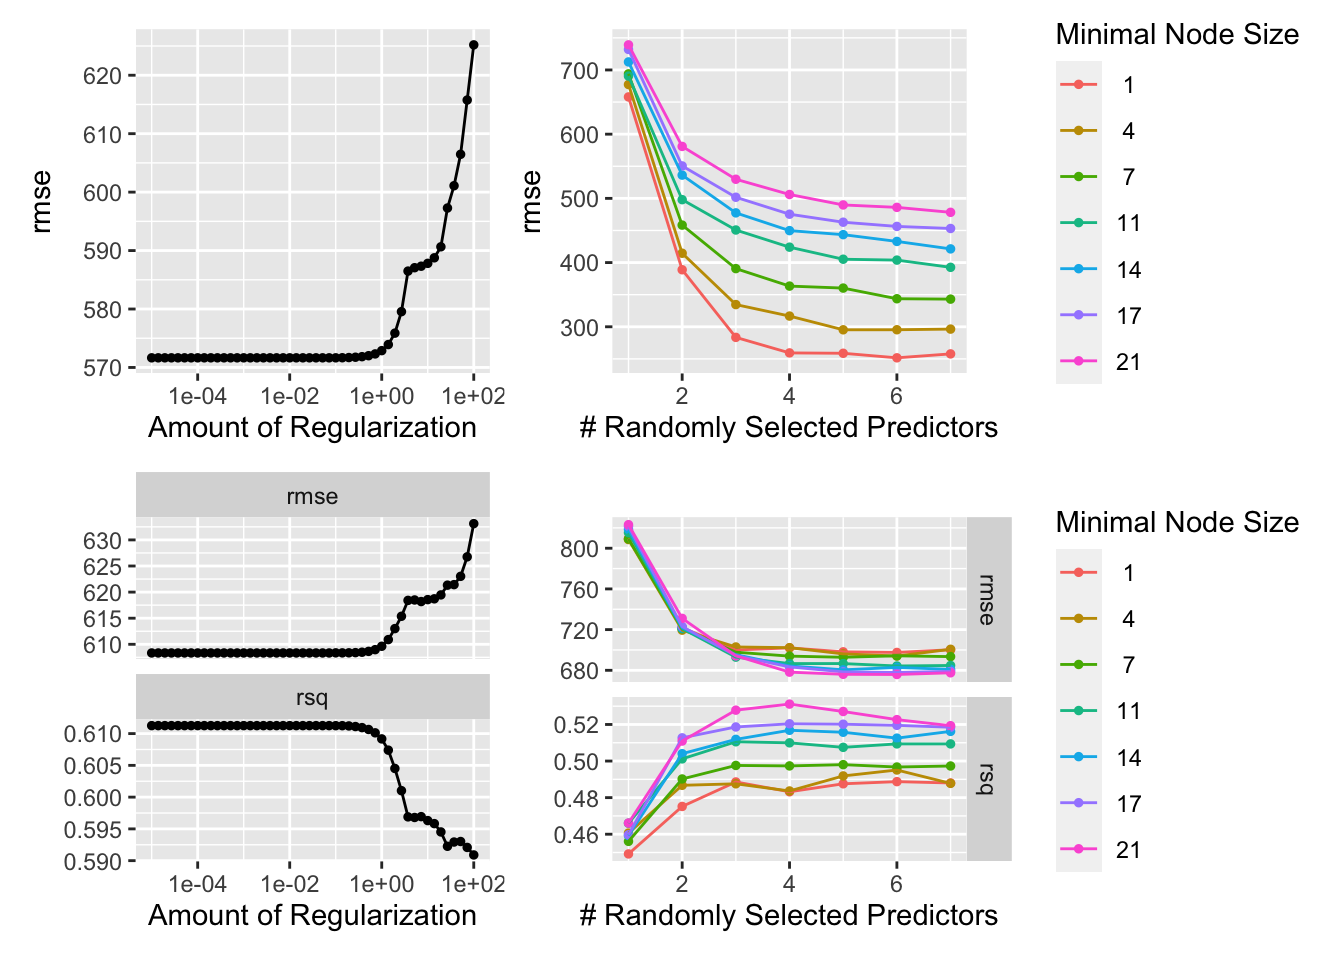 rmse
620
610
600
590
580
570
1e-04 1e-02 1e+00 1e+02
Amount of Regularization
rmse
700
600
500
400
300
2 4 6
# Randomly Selected Predictors
Minimal Node Size
1
4
7
11
14
17
21
rmse
630
625
620
615
610
rsq
0.610
0.605
0.600
0.595
0.590
1e-04 1e-02 1e+00 1e+02
Amount of Regularization
800
760
720
680
rmse
0.52
0.50
0.48
0.46
rsq
2 4 6
# Randomly Selected Predictors
Minimal Node Size
1
4
7
11
14
17
21